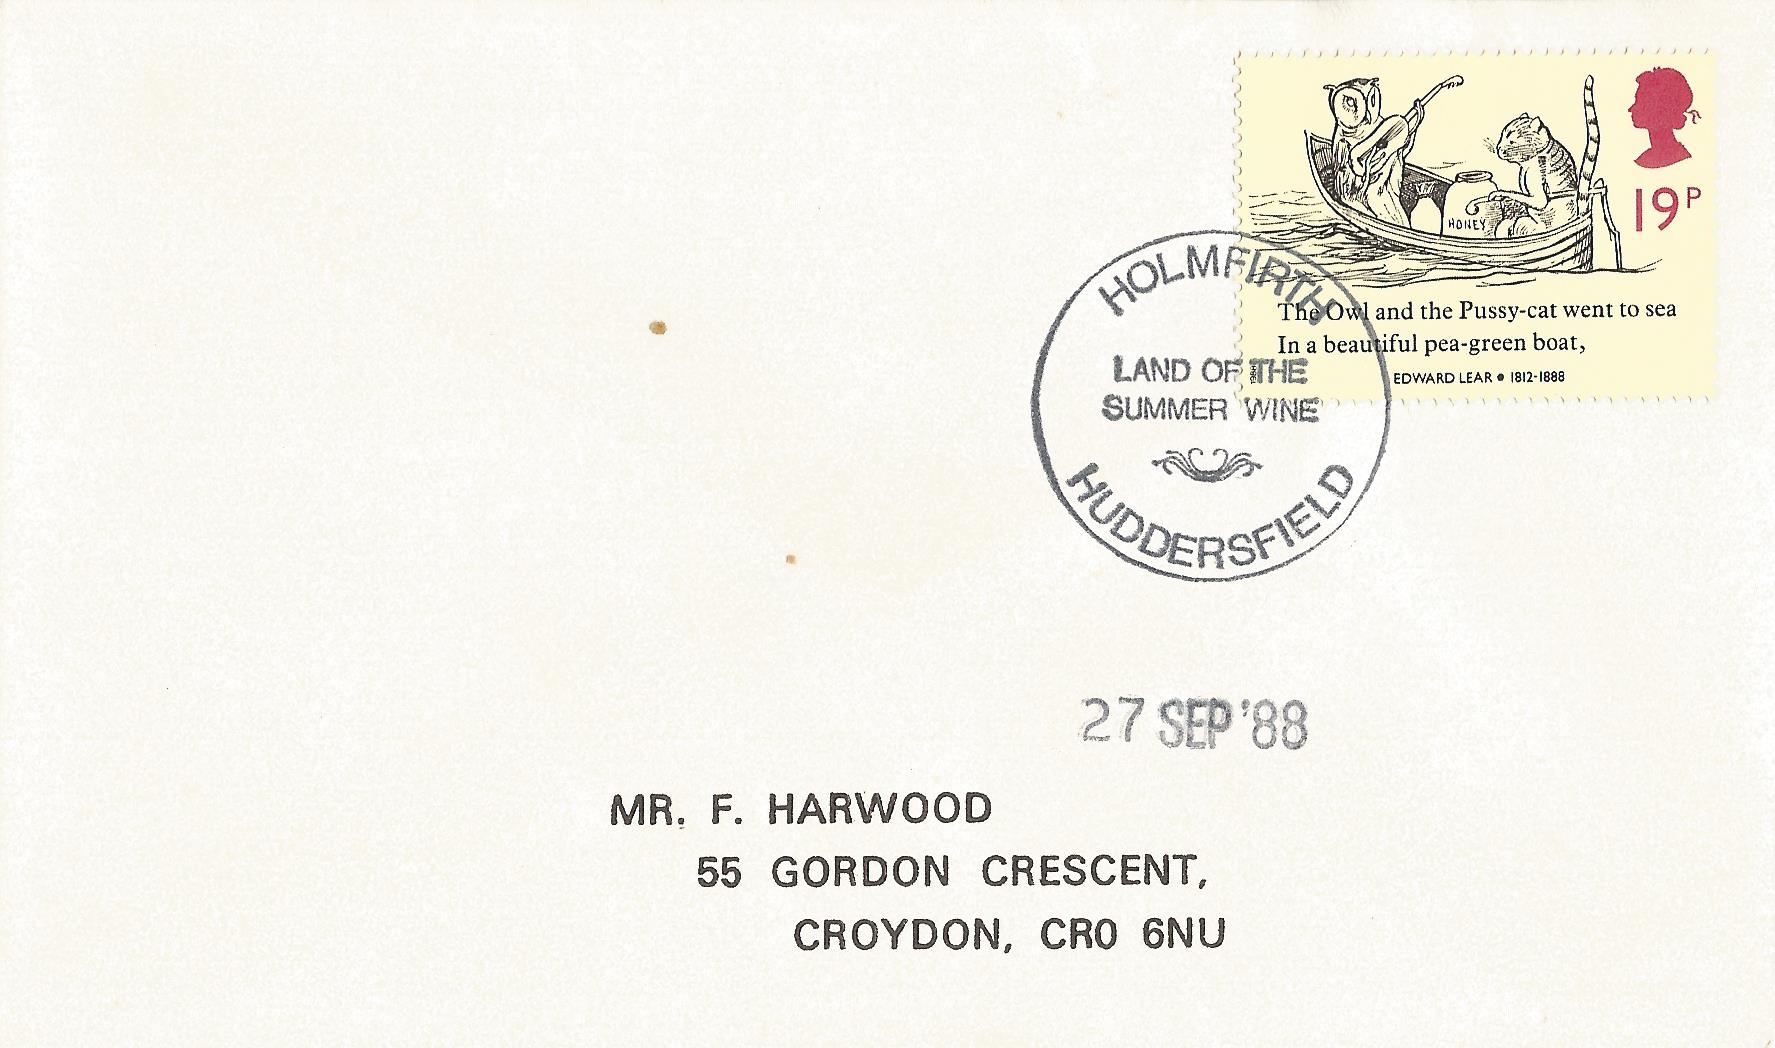 19P
HONEY
The Owl and the Pussy-cat went to sea
In a beautiful pea-green boat,
EDWARD LEAR • 1812-1888
1988
HOLMFIRTH
LAND OF THE
SUMMER WINE
HUDDERSFIELD
27 SEP '88
MR. F. HARWOOD
55 GORDON CRESCENT,
CROYDON, CR0 6NU